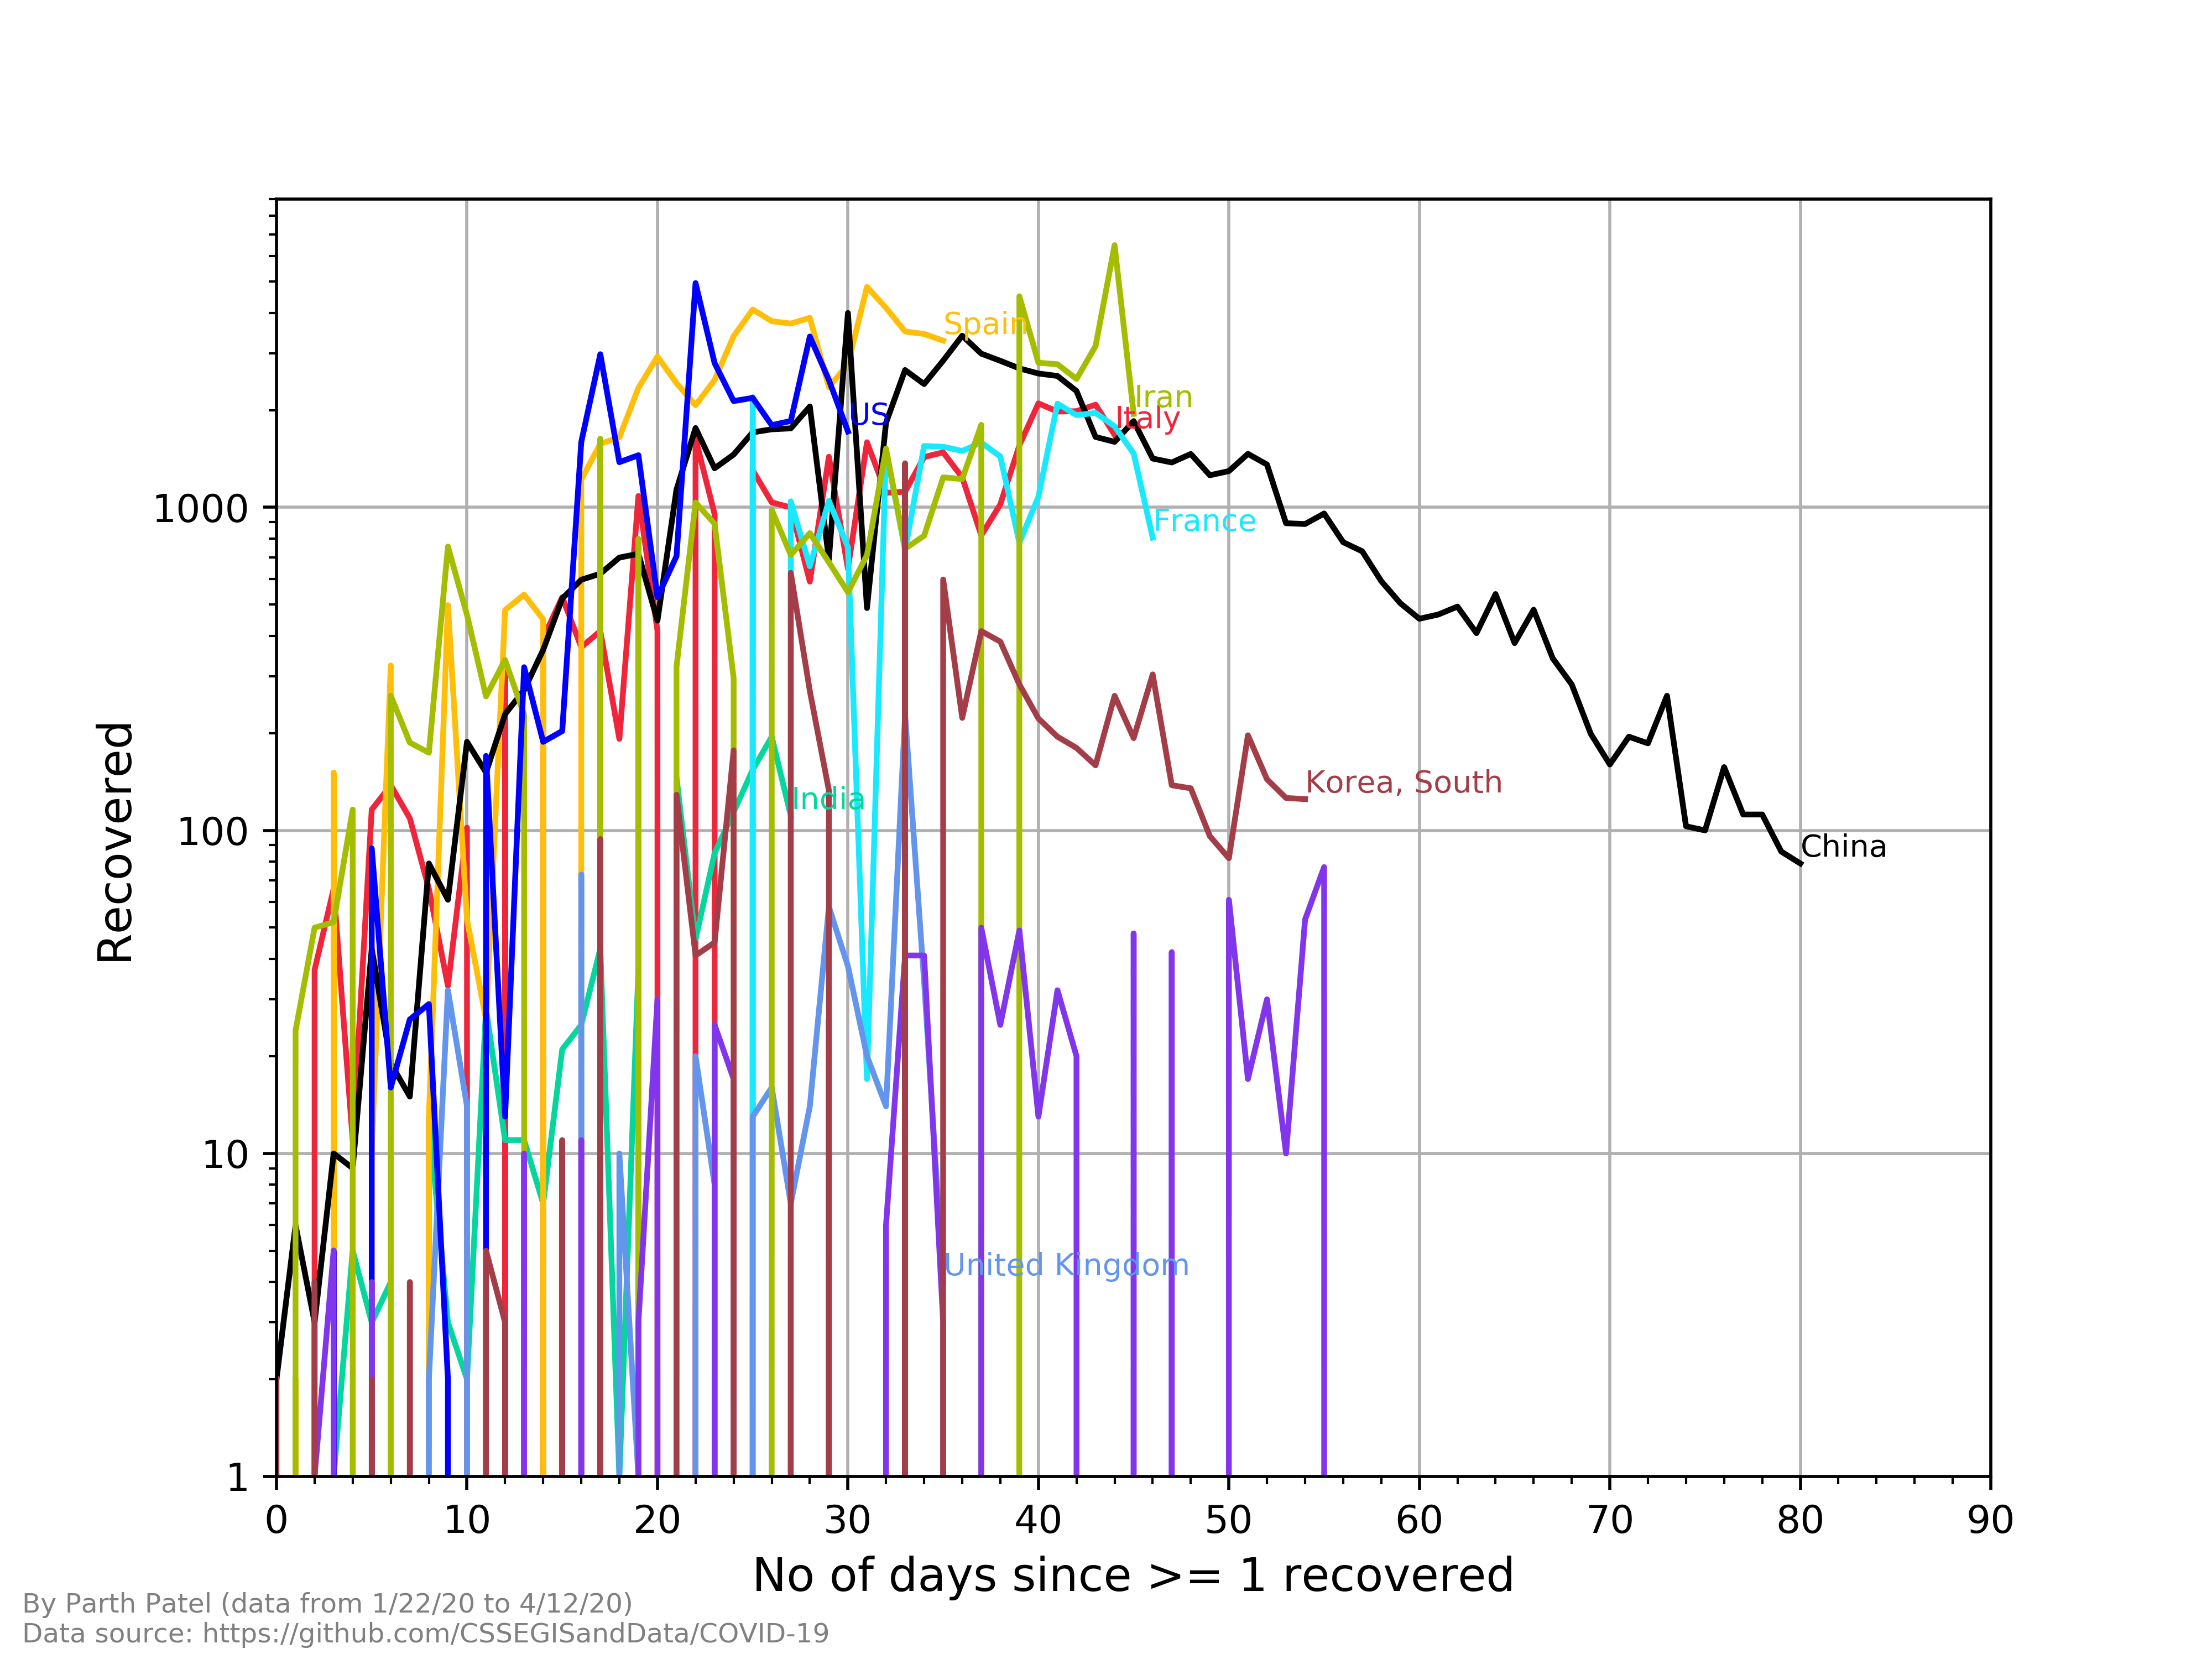 Spain
Iran
US
Italy
1000
France
Recovered
India
Korea, South
100
China
10
United Kingdom
1
0 10 20 30 40 50 60 70 80 90
No of days since >= 1 recovered
By Parth Patel (data from 1/22/20 to 4/12/20)
Data source: https://github.com/CSSEGISandData/COVID-19